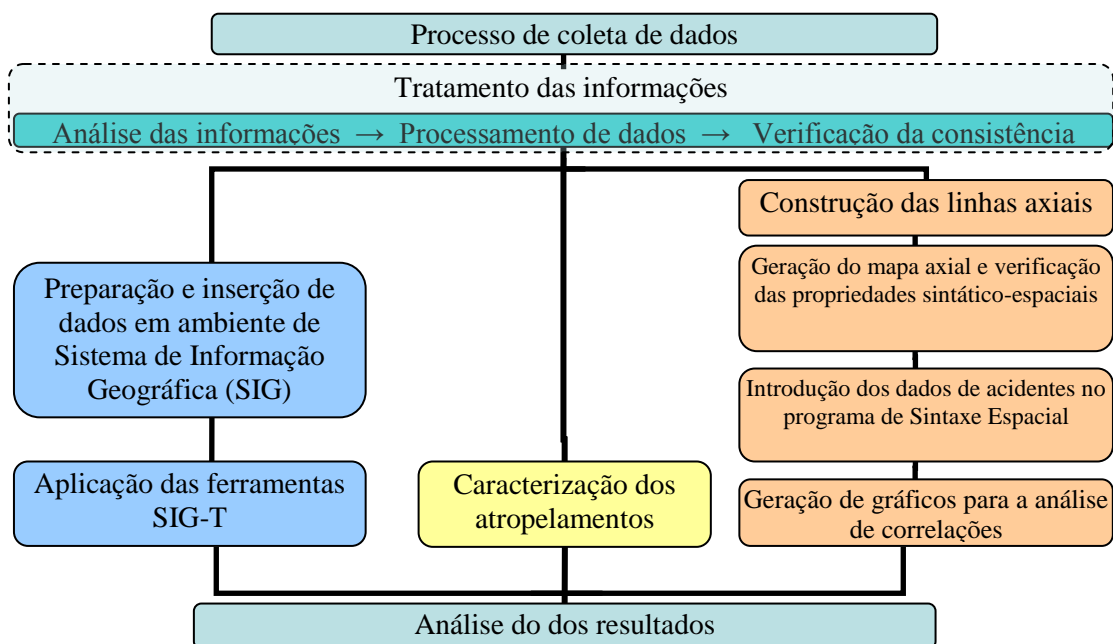 Processo de coleta de dados
Tratamento das informações
Análise das informações → Processamento de dados → Verificação da consistência
Preparação e inserção de
dados em ambiente de
Sistema de Informação
Geográfica (SIG)
Aplicação das ferramentas
SIG-T
Caracterização dos
atropelamentos
Construção das linhas axiais
Geração do mapa axial e verificação
das propriedades sintático-espaciais
Introdução dos dados de acidentes no
programa de Sintaxe Espacial
Geração de gráficos para a análise
de correlações
Análise do dos resultados